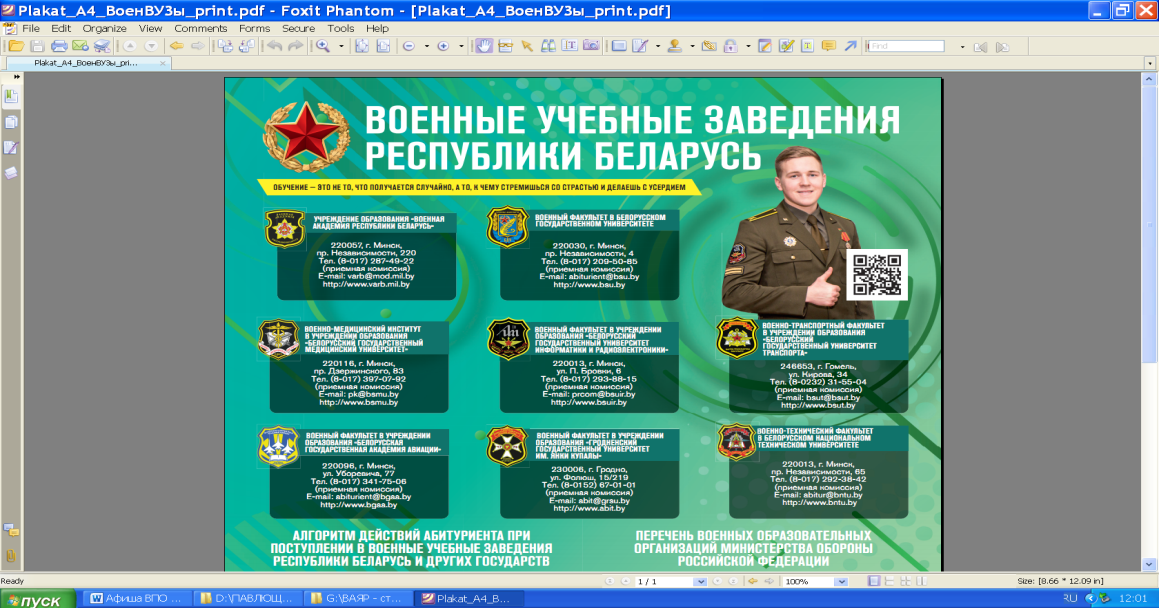 Plakat_A4_ВоенВУЗы_print.pdf - Foxit Phantom - [Plakat_A4_ВоенВУЗы_print.pdf]
File Edit Organize View Comments Forms Secure Tools Help
Find
Plakat_A4_ВоенВУЗы_pri...
ВОЕННЫЕ УЧЕБНЫЕ ЗАВЕДЕНИЯ
РЕСПУБЛИКИ БЕЛАРУСЬ
ОБУЧЕНИЕ — ЭТО НЕ ТО, ЧТО ПОЛУЧАЕТСЯ СЛУЧАЙНО, А ТО, К ЧЕМУ СТРЕМИШЬСЯ СО СТРАСТЬЮ И ДЕЛАЕШЬ С УСЕРДИЕМ
УЧРЕЖДЕНИЕ ОБРАЗОВАНИЯ «ВОЕННАЯ
АКАДЕМИЯ РЕСПУБЛИКИ БЕЛАРУСЬ»
220057, г. Минск,
пр. Независимости, 220
Тел. (8-017) 287-49-22
(приемная комиссия)
E-mail: varb@mod.mil.by
http://www.varb.mil.by
ВОЕННЫЙ ФАКУЛЬТЕТ В БЕЛОРУССКОМ
ГОСУДАРСТВЕННОМ УНИВЕРСИТЕТЕ
220030, г. Минск,
пр. Независимости, 4
Тел. (8-017) 209-50-85
(приемная комиссия)
E-mail: abiturient@bsu.by
http://www.bsu.by
ВОЕННО-МЕДИЦИНСКИЙ ИНСТИТУТ
В УЧРЕЖДЕНИИ ОБРАЗОВАНИЯ
«БЕЛОРУССКИЙ ГОСУДАРСТВЕННЫЙ
МЕДИЦИНСКИЙ УНИВЕРСИТЕТ»
220116, г. Минск,
пр. Дзержинского, 83
Тел. (8-017) 397-07-92
(приемная комиссия)
E-mail: pk@bsmu.by
http://www.bsmu.by
ВОЕННЫЙ ФАКУЛЬТЕТ В УЧРЕЖДЕНИИ
ОБРАЗОВАНИЯ «БЕЛОРУССКИЙ
ГОСУДАРСТВЕННЫЙ УНИВЕРСИТЕТ
ИНФОРМАТИКИ И РАДИОЭЛЕКТРОНИКИ»
220013, г. Минск,
ул. П. Бровки, 6
Тел. (8-017) 293-88-15
(приемная комиссия)
E-mail: prcom@bsuir.by
http://www.bsuir.by
ВОЕННО-ТРАНСПОРТНЫЙ ФАКУЛЬТЕТ
В УЧРЕЖДЕНИИ ОБРАЗОВАНИЯ
«БЕЛОРУССКИЙ
ГОСУДАРСТВЕННЫЙ УНИВЕРСИТЕТ
ТРАНСПОРТА»
246653, г. Гомель,
ул. Кирова, 34
Тел. (8-0232) 31-55-04
(приемная комиссия)
E-mail: bsut@bsut.by
http://www.bsut.by
ВОЕННЫЙ ФАКУЛЬТЕТ В УЧРЕЖДЕНИИ
ОБРАЗОВАНИЯ «БЕЛОРУССКАЯ
ГОСУДАРСТВЕННАЯ АКАДЕМИЯ АВИАЦИИ»
220096, г. Минск,
ул. Уборевича, 77
Тел. (8-017) 341-75-06
(приемная комиссия)
E-mail: abiturient@bgaa.by
http://www.bgaa.by
ВОЕННЫЙ ФАКУЛЬТЕТ В УЧРЕЖДЕНИИ
ОБРАЗОВАНИЯ «ГРОДНЕНСКИЙ
ГОСУДАРСТВЕННЫЙ УНИВЕРСИТЕТ
ИМ. ЯНКИ КУПАЛЫ»
230006, г. Гродно,
ул. Фолюш, 15/219
Тел. (8-0152) 67-01-01
(приемная комиссия)
E-mail: abit@grsu.by
http://www.abit.by
ВОЕННО-ТЕХНИЧЕСКИЙ ФАКУЛЬТЕТ
В БЕЛОРУССКОМ НАЦИОНАЛЬНОМ
ТЕХНИЧЕСКОМ УНИВЕРСИТЕТЕ
220013, г. Минск,
пр. Независимости, 65
Тел. (8-017) 292-38-42
(приемная комиссия)
E-mail: abitur@bntu.by
http://www.bntu.by
АЛГОРИТМ ДЕЙСТВИЙ АБИТУРИЕНТА ПРИ
ПОСТУПЛЕНИИ В ВОЕННЫЕ УЧЕБНЫЕ ЗАВЕДЕНИЯ
РЕСПУБЛИКИ БЕЛАРУСЬ И ДРУГИХ ГОСУДАРСТВ
ПЕРЕЧЕНЬ ВОЕННЫХ ОБРАЗОВАТЕЛЬНЫХ
ОРГАНИЗАЦИЙ МИНИСТЕРСТВА ОБОРОНЫ
РОССИЙСКОЙ ФЕДЕРАЦИИ
Ready 1 / 1 100% Size: [8.66 * 12.09 in]
пуск Афиша ВПО ... D:\ПАВЛЮЩ... G:\ВАЯР - ст... Plakat_A4_B... RU 12:01